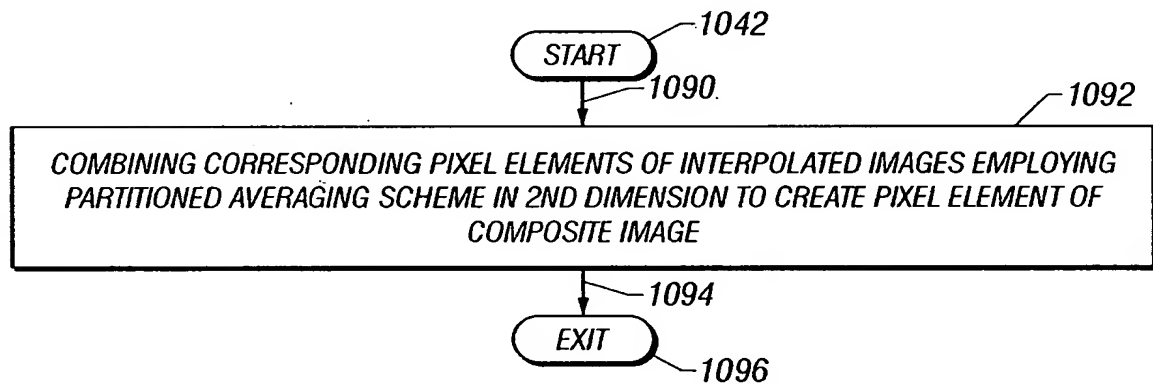 1042
START
1090
1092
COMBINING CORRESPONDING PIXEL ELEMENTS OF INTERPOLATED IMAGES EMPLOYING
PARTITIONED AVERAGING SCHEME IN 2ND DIMENSION TO CREATE PIXEL ELEMENT OF
COMPOSITE IMAGE
1094
EXIT
1096